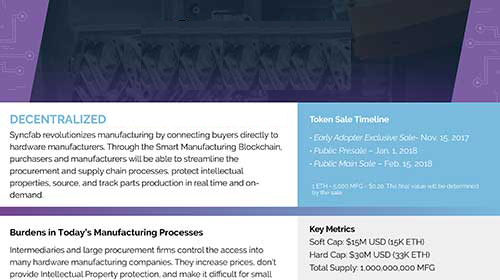 DECENTRALIZED
Syncfab revolutionizes manufacturing by connecting buyers directly to
hardware manufacturers. Through the Smart Manufacturing Blockchain,
purchasers and manufacturers will be able to streamline the
procurement and supply chain processes, protect intellectual
properties, source, and track parts production in real time and on-
demand.
Token Sale Timeline
• Early Adopter Exclusive Sale- Nov. 15, 2017
• Public Presale – Jan. 1, 2018
• Public Main Sale – Feb. 15, 2018
1 ETH = 5,000 MFG = $0.20. The final value will be determined
by the sale.
Burdens in Today's Manufacturing Processes
Intermediaries and large procurement firms control the access into
many hardware manufacturing companies. They increase prices, don't
provide Intellectual Property protection, and make it difficult for small
Key Metrics
Soft Cap: $15M USD (15K ETH)
Hard Cap: $30M USD (33K ETH)
Total Supply: 1,000,000,000 MFG